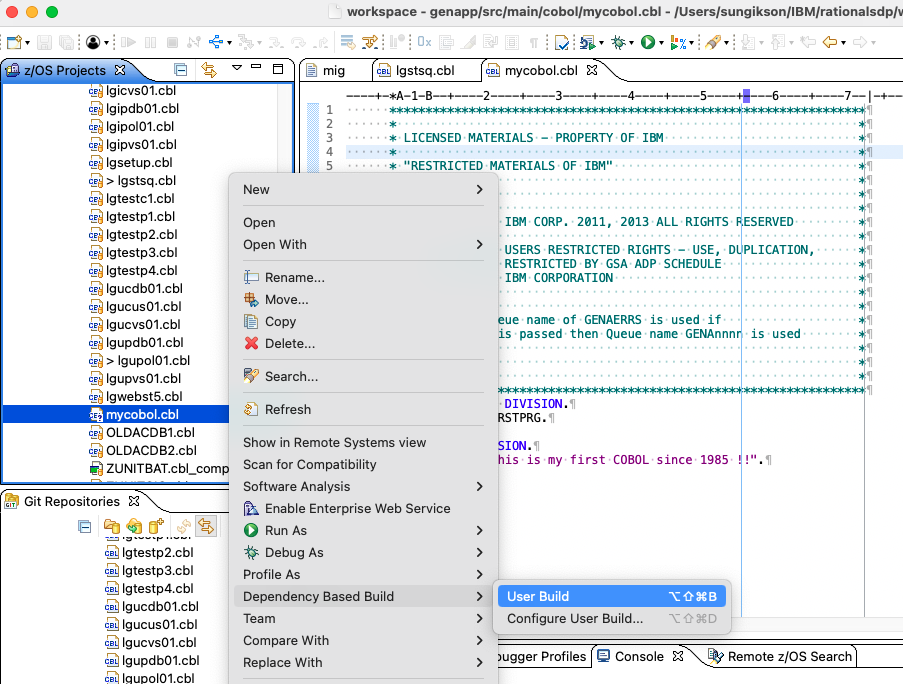 workspace - genapp/src/main/cobol/mycobol.cbl - /Users/sungikson/IBM/rationalsdp/w
z/OS Projects
lgicvs01.cbl
lgipdb01.cbl
lgipol01.cbl
lgipvs01.cbl
lgsetup.cbl
> lgstsq.cbl
lgtestc1.cbl
lgtestp1.cbl
lgtestp2.cbl
lgtestp3.cbl
lgtestp4.cbl
lgucdb01.cbl
lgucus01.cbl
lgucvs01.cbl
lgupdb01.cbl
> lgupol01.cbl
lgupvs01.cbl
lgwebst5.cbl
mycobol.cbl
OLDACDB1.cbl
OLDACDB2.cbl
ZUNITBAT.cbl_comp
Git Repositories
lgtestp2.cbl
lgtestp3.cbl
lgtestp4.cbl
lgucdb01.cbl
lgucus01.cbl
lgucvs01.cbl
lgupdb01.cbl
lgupol01.cbl
mig
lgstsq.cbl
mycobol.cbl
----+-*A-1-B--+----2----+----3----+----4----+----5----+----6----+----7--|-+--
1 ******************************************************************
2 * *
3 * LICENSED MATERIALS - PROPERTY OF IBM *
4 * *
5 * "RESTRICTED MATERIALS OF IBM" *
IBM CORP. 2011, 2013 ALL RIGHTS RESERVED *
USERS RESTRICTED RIGHTS - USE, DUPLICATION, *
RESTRICTED BY GSA ADP SCHEDULE *
IBM CORPORATION *
eue name of GENAERRS is used if *
is passed then Queue name GENAnnnn is used *
DIVISION.
RSTPRG.
SION.
his is my first COBOL since 1985 !!".
New
Open
Open With
Rename...
Move...
Copy
Delete...
Search...
Refresh
Show in Remote Systems view
Scan for Compatibility
Software Analysis
Enable Enterprise Web Service
Run As
Debug As
Profile As
Dependency Based Build
Team
Compare With
Replace With
User Build ⌥⇧⌘B
Configure User Build... ⌥⇧⌘D
ougger Profiles
Console
Remote z/OS Search